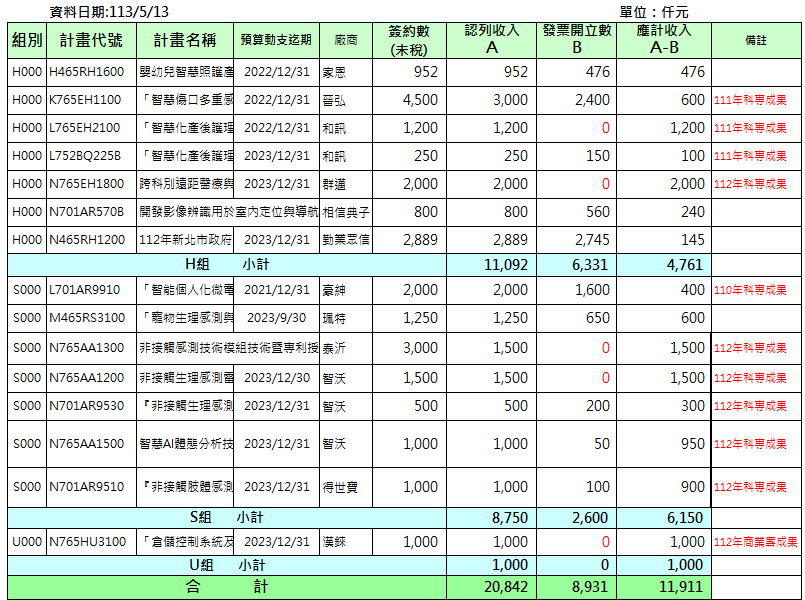 資料日期:113/5/13 單位：仟元
組別 計畫代號 計畫名稱 預算動支迄期 廠商 簽約數(未稅) 認列收入A 發票開立數B 應計收入A-B 備註
H000 H465RH1600 嬰幼兒智慧照護產 2022/12/31 家恩 952 952 476 476
H000 K765EH1100 「智慧傷口多重感 2022/12/31 晉弘 4,500 3,000 2,400 600 111年科專成果
H000 L765EH2100 「智慧化產後護理 2022/12/31 和訊 1,200 1,200 0 1,200 111年科專成果
H000 L752BQ225B 「智慧化產後護理 2023/12/31 和訊 250 250 150 100 111年科專成果
H000 N765EH1800 跨科別遠距醫療與 2023/12/31 群邁 2,000 2,000 0 2,000 112年科專成果
H000 N701AR570B 開發影像辨識用於室內定位與導航 相信典子 800 800 560 240
H000 N465RH1200 112年新北市政府 2023/12/31 勤業眾信 2,889 2,889 2,745 145
H組 小計 11,092 6,331 4,761
S000 L701AR9910 「智能個人化微電 2021/12/31 豪紳 2,000 2,000 1,600 400 110年科專成果
S000 M465RS3100 「寵物生理感測與 2023/9/30 珮特 1,250 1,250 650 600
S000 N765AA1300 非接觸感測技術模組技術暨專利授 泰沂 3,000 1,500 0 1,500 112年科專成果
S000 N765AA1200 非接觸生理感測雷 2023/12/30 智沃 1,500 1,500 0 1,500 112年科專成果
S000 N701AR9530 『非接觸生理感測 2023/12/31 智沃 500 500 200 300 112年科專成果
S000 N765AA1500 智慧AI體態分析技 2023/12/31 智沃 1,000 1,000 50 950 112年科專成果
S000 N701AR9510 『非接觸肢體感測 2023/12/31 得世寶 1,000 1,000 100 900 112年科專成果
S組 小計 8,750 2,600 6,150
U000 N765HU3100 「倉儲控制系統及 2023/12/31 漢錸 1,000 1,000 0 1,000 112年商業署成果
U組 小計 1,000 0 1,000
合 計 20,842 8,931 11,911